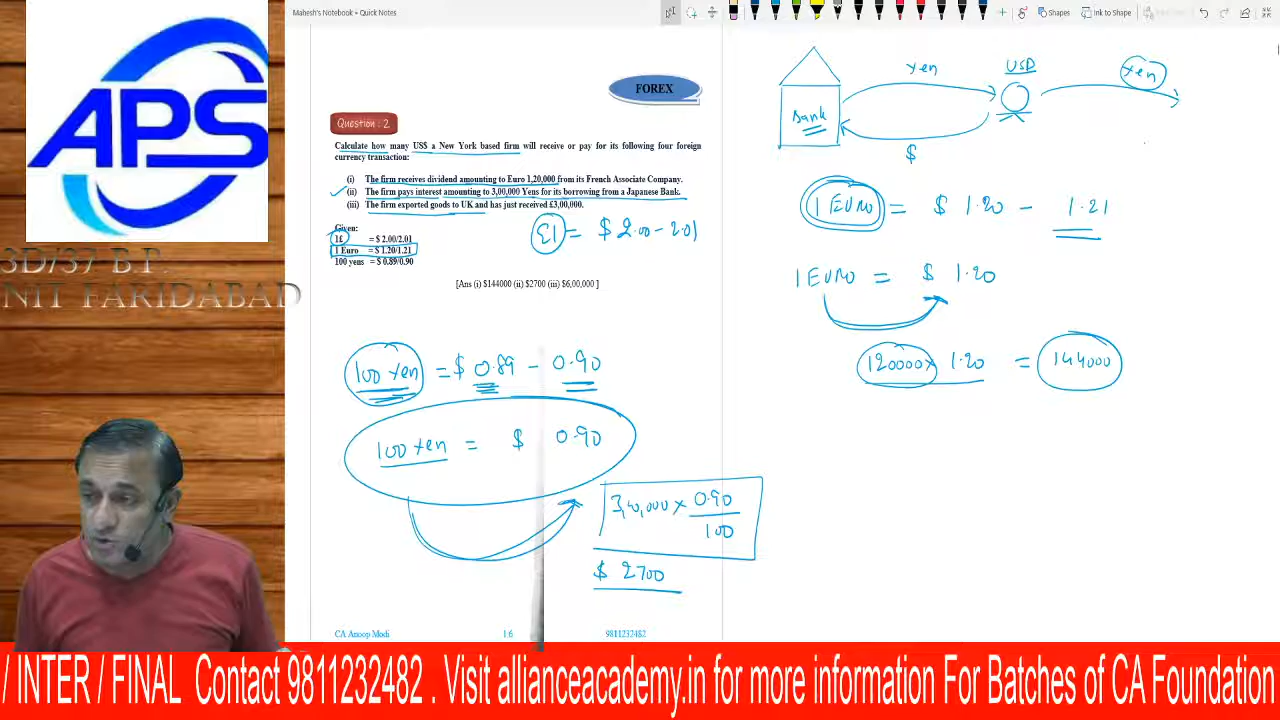 Mahesh's Notebook • Quick Notes
Shapes
Ink to Shape
APS
3D/37 B.P.
NIT FARIDABAD
FOREX
Question : 2
Calculate how many US$ a New York based firm will receive or pay for its following four foreign
currency transaction:
(i) The firm receives dividend amounting to Euro 1,20,000 from its French Associate Company.
(ii) The firm pays interest amounting to 3,00,000 Yens for its borrowing from a Japanese Bank.
(iii) The firm exported goods to UK and has just received £3,00,000.
Given:
1£ = $ 2.00/2.01
1 Euro = $ 1.20/1.21
100 yens = $ 0.89/0.90
£1 = $ 2.00 - 2.01
[Ans (i) $144000 (ii) $2700 (iii) $6,00,000 ]
100 Yen = $ 0.89 - 0.90
100 Yen = $ 0.90
3,00,000 × 0.90
100
$ 2700
CA Anoop Modi 1.6 9811232482
Yen USD Yen
Bank
$
1 EURO = $ 1.20 - 1.21
1 EURO = $ 1.20
120000 × 1.20 = 144000
/ INTER / FINAL Contact 9811232482 . Visit allianceacademy.in for more information For Batches of CA Foundation